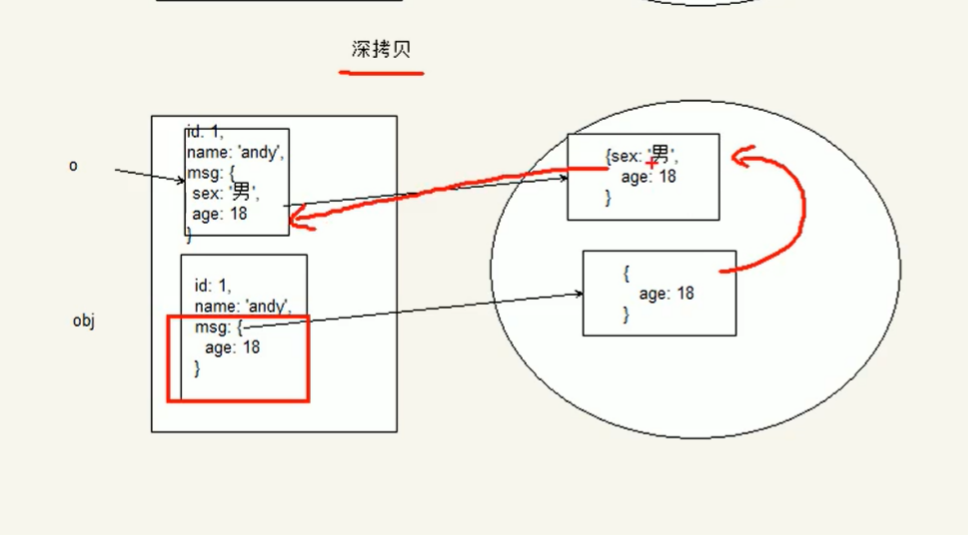 深拷贝
o
id: 1,
name: 'andy',
msg: {
sex: '男',
age: 18
}
{sex: '男',
age: 18
}
obj
id: 1,
name: 'andy',
msg: {
age: 18
}
{
age: 18
}